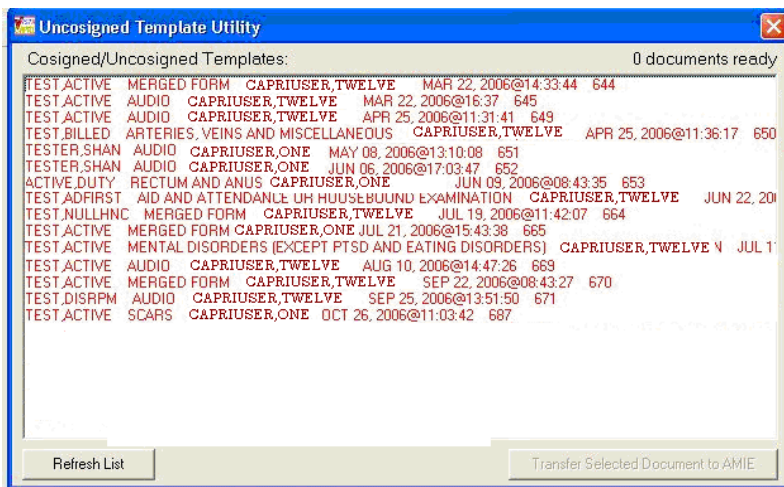 Uncosigned Template Utility
Cosigned/Uncosigned Templates: 0 documents ready
TEST,ACTIVE MERGED FORM CAPRIUSER,TWELVE MAR 22, 2006@14:33:44 644
TEST,ACTIVE AUDIO CAPRIUSER,TWELVE MAR 22, 2006@16:37 645
TEST,ACTIVE AUDIO CAPRIUSER,TWELVE APR 25, 2006@11:31:41 649
TEST,BILLED ARTERIES, VEINS AND MISCELLANEOUS CAPRIUSER,TWELVE APR 25, 2006@11:36:17 650
TESTER,SHAN AUDIO CAPRIUSER,ONE MAY 08, 2006@13:10:08 651
TESTER,SHAN AUDIO CAPRIUSER,ONE JUN 06, 2006@17:03:47 652
ACTIVE,DUTY RECTUM AND ANUS CAPRIUSER,ONE JUN 09, 2006@08:43:35 653
TEST,ADFIRST AID AND ATTENDANCE OR HOUSEBOUND EXAMINATION CAPRIUSER,TWELVE JUN 22, 20
TEST,NULLHNC MERGED FORM CAPRIUSER,TWELVE JUL 19, 2006@11:42:07 664
TEST,ACTIVE MERGED FORM CAPRIUSER,ONE JUL 21, 2006@15:43:38 665
TEST,ACTIVE MENTAL DISORDERS (EXCEPT PTSD AND EATING DISORDERS) CAPRIUSER,TWELVE N JUL 1
TEST,ACTIVE AUDIO CAPRIUSER,TWELVE AUG 10, 2006@14:47:26 669
TEST,ACTIVE MERGED FORM CAPRIUSER,TWELVE SEP 22, 2006@08:43:27 670
TEST,DISRPM AUDIO CAPRIUSER,TWELVE SEP 25, 2006@13:51:50 671
TEST,ACTIVE SCARS CAPRIUSER,ONE OCT 26, 2006@11:03:42 687
Refresh List Transfer Selected Document to AMIE